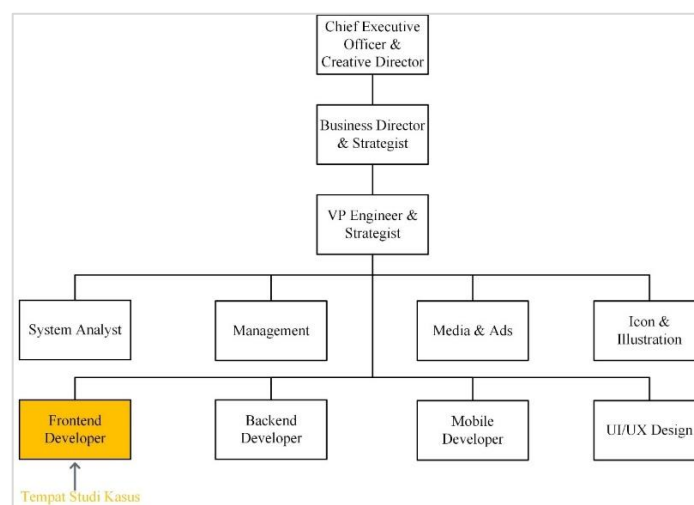 Chief Executive
Officer &
Creative Director
Business Director
& Strategist
VP Engineer &
Strategist
System Analyst
Management
Media & Ads
Icon &
Illustration
Frontend
Developer
Backend
Developer
Mobile
Developer
UI/UX Design
Tempat Studi Kasus